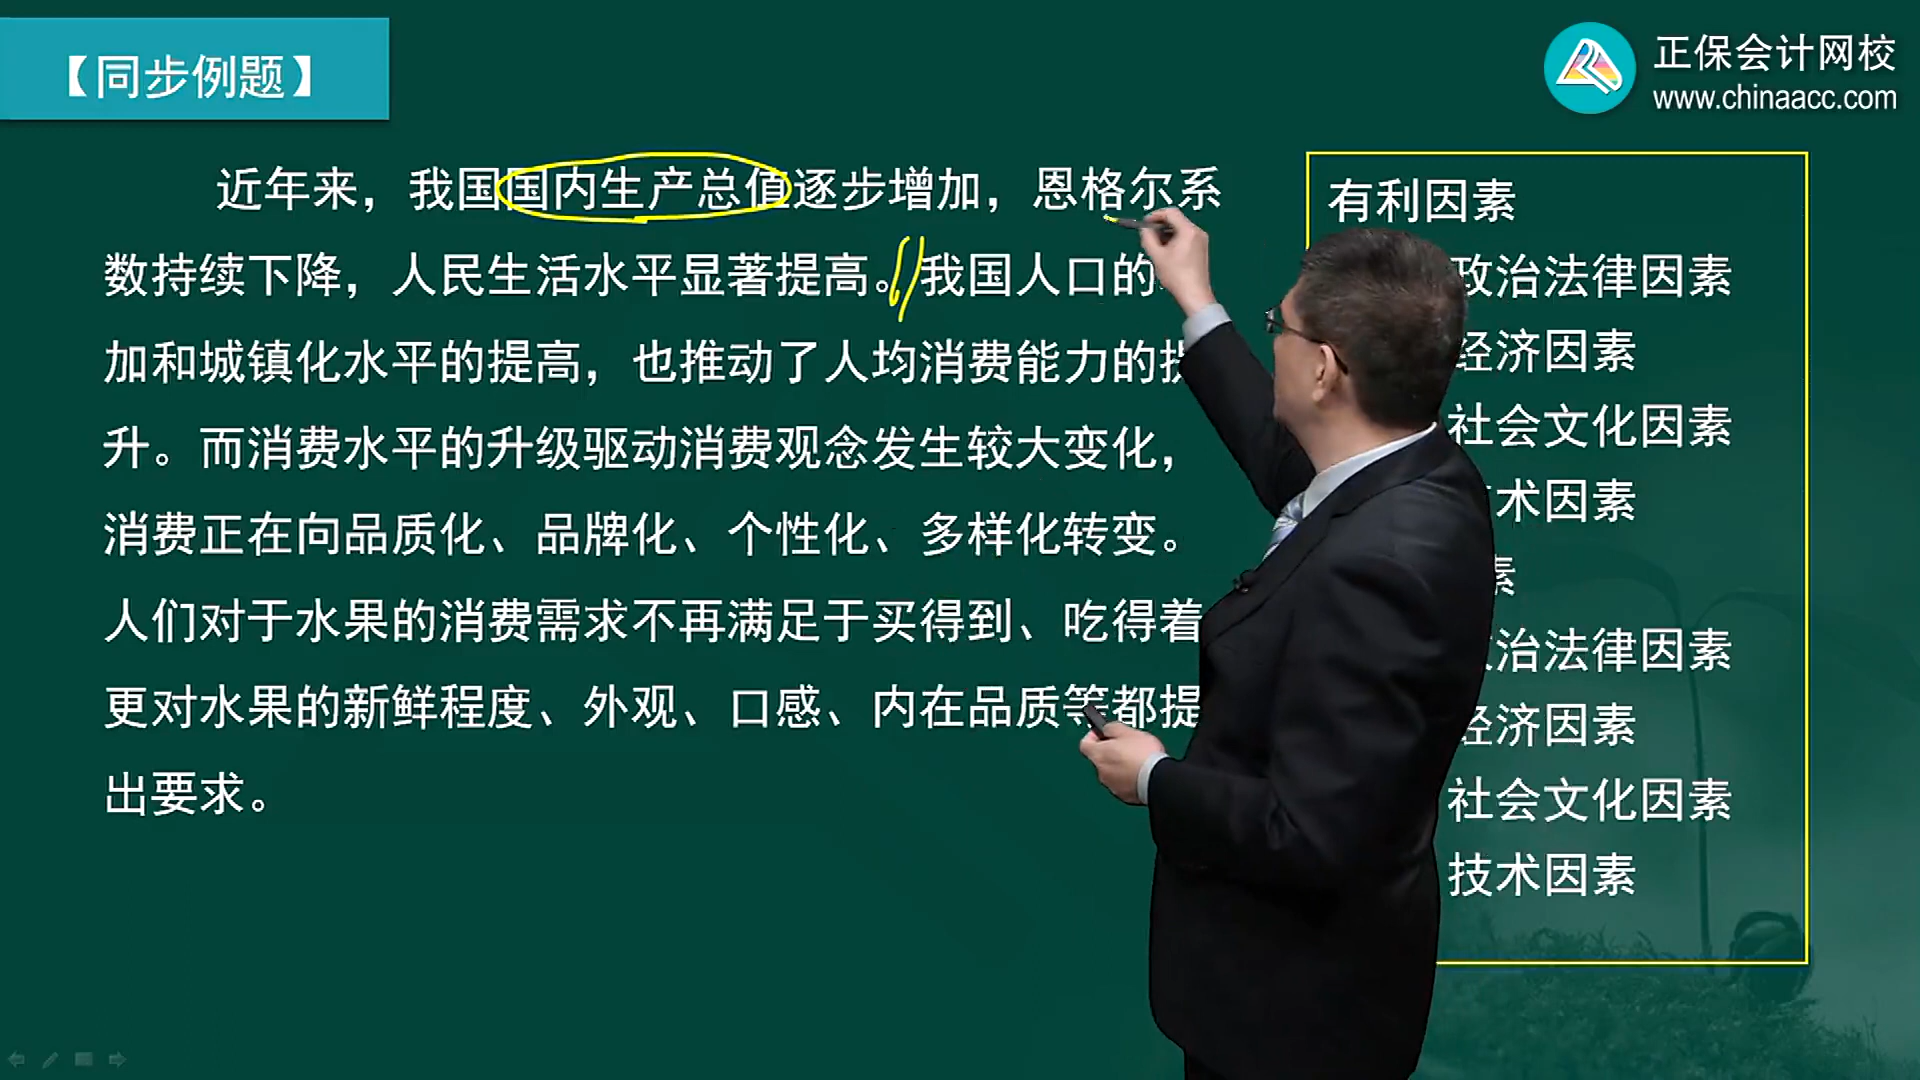 【同步例题】
正保会计网校
www.chinaacc.com
近年来，我国国内生产总值逐步增加，恩格尔系
数持续下降，人民生活水平显著提高。我国人口的
加和城镇化水平的提高，也推动了人均消费能力的提
升。而消费水平的升级驱动消费观念发生较大变化，
消费正在向品质化、品牌化、个性化、多样化转变。
人们对于水果的消费需求不再满足于买得到、吃得着
更对水果的新鲜程度、外观、口感、内在品质等都提
出要求。
有利因素
政治法律因素
经济因素
社会文化因素
术因素
素
治法律因素
经济因素
社会文化因素
技术因素